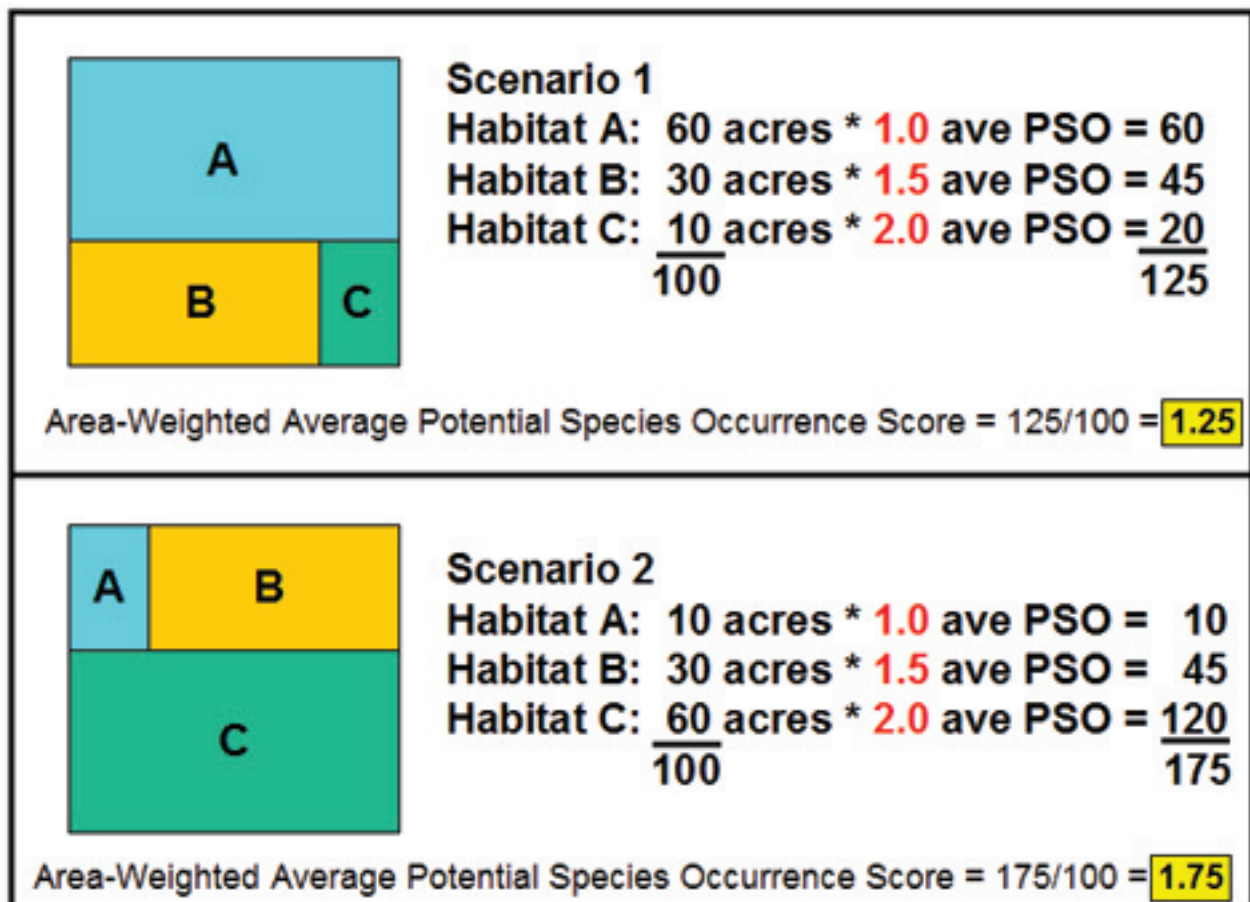 A
B
C
Scenario 1
Habitat A: 60 acres * 1.0 ave PSO = 60
Habitat B: 30 acres * 1.5 ave PSO = 45
Habitat C: 10 acres * 2.0 ave PSO = 20
100 125
Area-Weighted Average Potential Species Occurrence Score = 125/100 = 1.25
A B
C
Scenario 2
Habitat A: 10 acres * 1.0 ave PSO = 10
Habitat B: 30 acres * 1.5 ave PSO = 45
Habitat C: 60 acres * 2.0 ave PSO = 120
100 175
Area-Weighted Average Potential Species Occurrence Score = 175/100 = 1.75